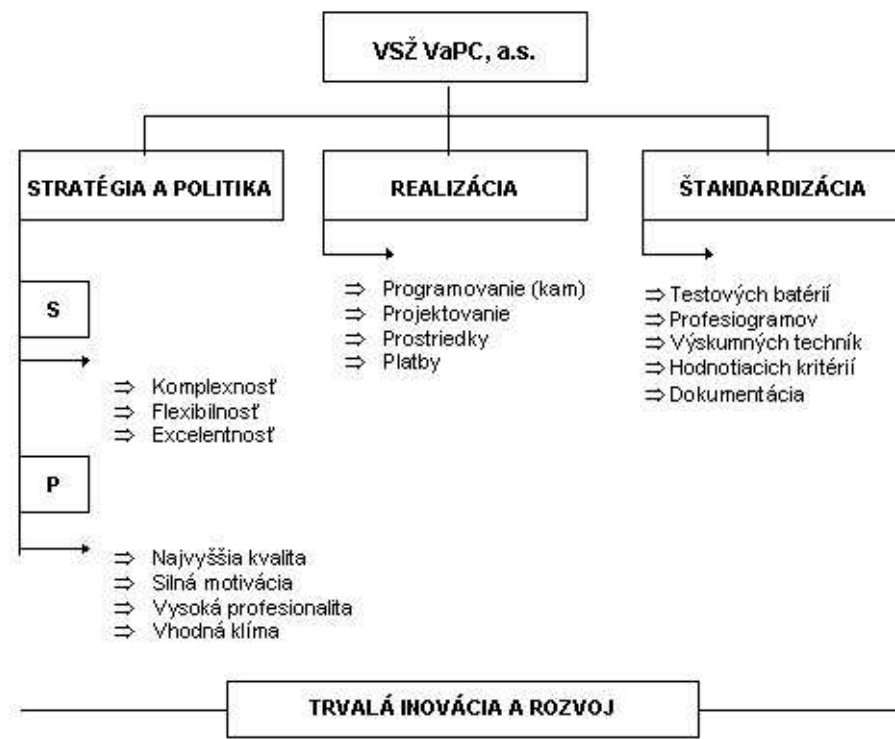 VSŽ VaPC, a.s.
STRATÉGIA A POLITIKA
S
⇒ Komplexnosť
⇒ Flexibilnosť
⇒ Excelentnosť
P
⇒ Najvyššia kvalita
⇒ Silná motivácia
⇒ Vysoká profesionalita
⇒ Vhodná klíma
REALIZÁCIA
⇒ Programovanie (kam)
⇒ Projektovanie
⇒ Prostriedky
⇒ Platby
ŠTANDARDIZÁCIA
⇒ Testových batérií
⇒ Profesiogramov
⇒ Výskumných techník
⇒ Hodnotiacich kritérií
⇒ Dokumentácia
TRVALÁ INOVÁCIA A ROZVOJ